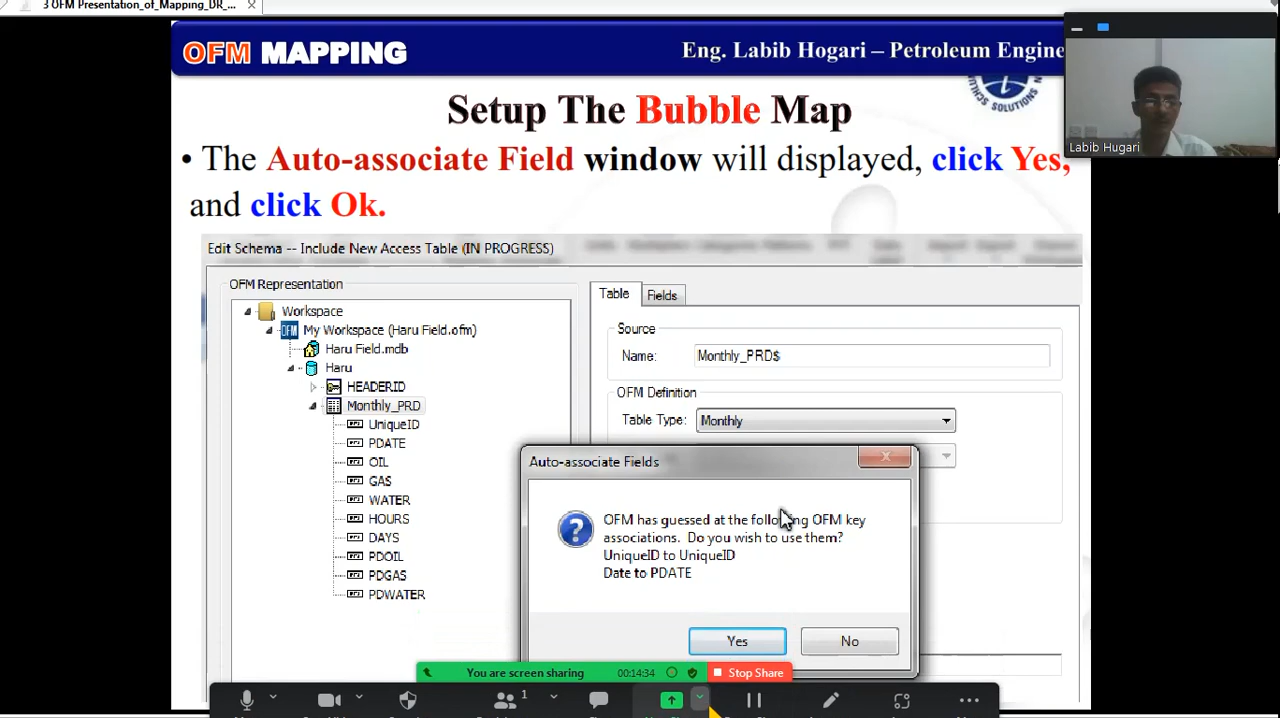 3 OFM Presentation_of_Mapping_DR_...
OFM MAPPING
Eng. Labib Hogari – Petroleum Engine
Labib Hugari
Setup The Bubble Map
• The Auto-associate Field window will displayed, click Yes,
and click Ok.
Edit Schema -- Include New Access Table (IN PROGRESS)
OFM Representation
Workspace
OFM My Workspace (Haru Field.ofm)
Haru Field.mdb
Haru
HEADERID
Monthly_PRD
UniqueID
PDATE
OIL
GAS
WATER
HOURS
DAYS
PDOIL
PDGAS
PDWATER
Table Fields
Source
Name: Monthly_PRD$
OFM Definition
Table Type: Monthly
Auto-associate Fields
OFM has guessed at the following OFM key
associations. Do you wish to use them?
UniqueID to UniqueID
Date to PDATE
Yes No
You are screen sharing 00:14:34 Stop Share
1